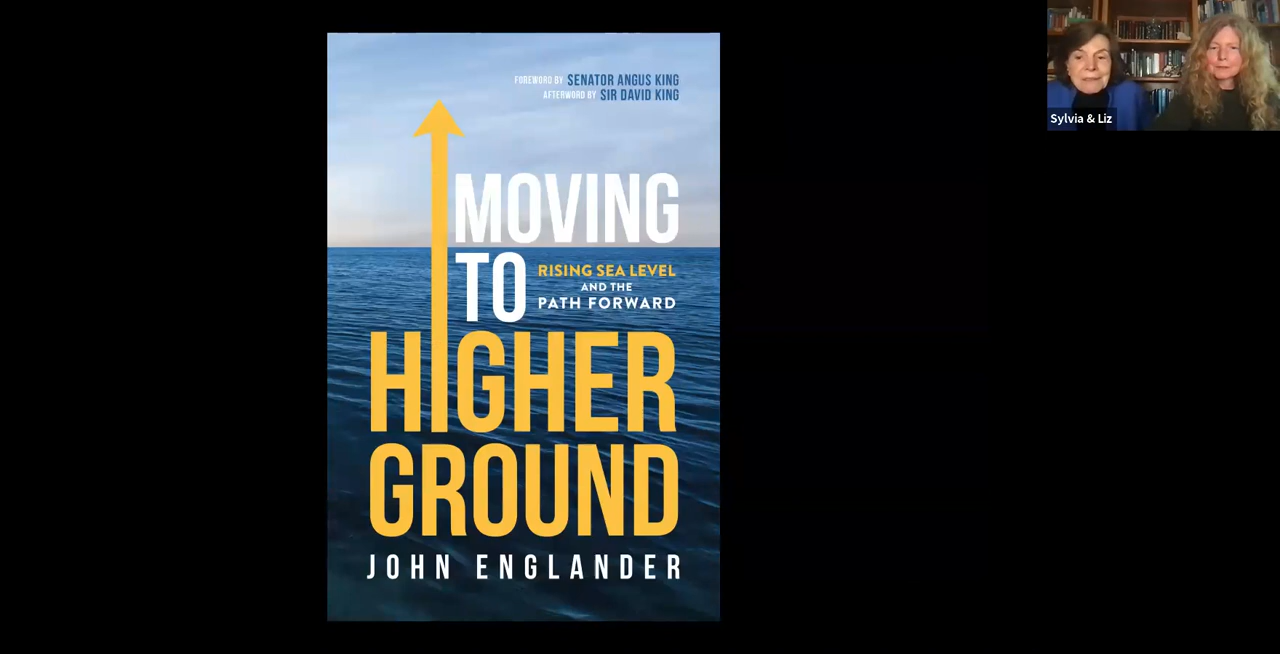 FOREWORD BY SENATOR ANGUS KING
AFTERWORD BY SIR DAVID KING
MOVING
TO
RISING SEA LEVEL
AND THE
PATH FORWARD
HIGHER
GROUND
JOHN ENGLANDER
Sylvia & Liz